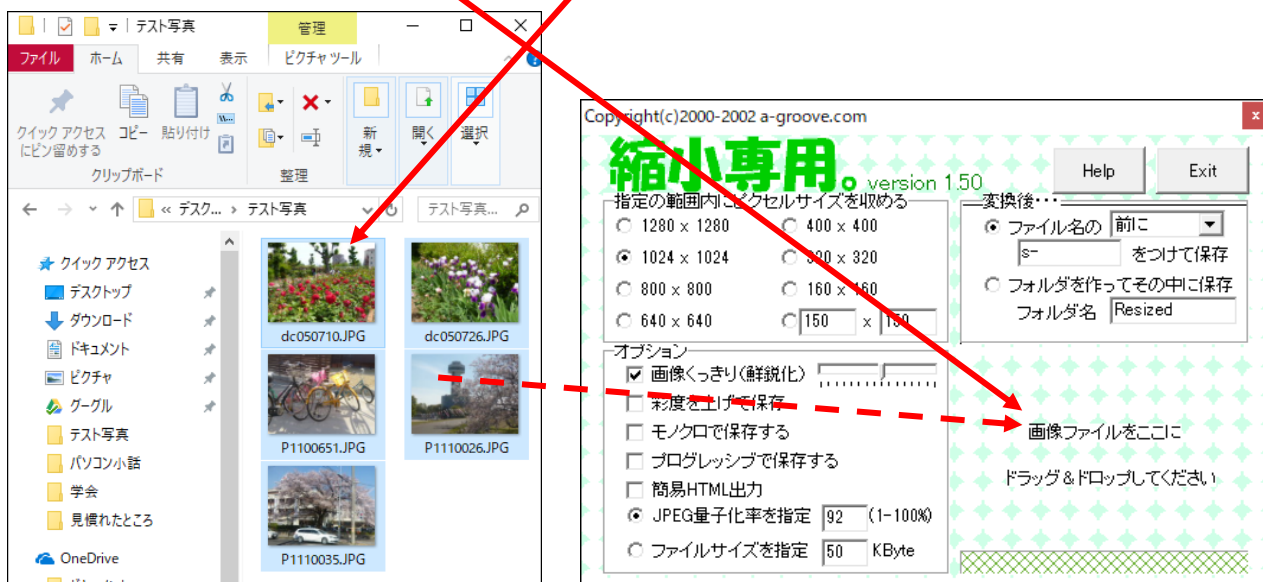 テスト写真
管理
ファイル
ホーム
共有
表示
ピクチャ ツール
クイック アクセス
にピン留めする
コピー
貼り付け
新
規
開く
選択
クリップボード
整理
« デスク... › テスト写真
テスト写真...
クイック アクセス
デスクトップ
ダウンロード
ドキュメント
ピクチャ
グーグル
テスト写真
パソコン小話
学会
見慣れたところ
OneDrive
dc050710.JPG
dc050726.JPG
P1100651.JPG
P1110026.JPG
P1110035.JPG
Copyright(c)2000-2002 a-groove.com
縮小専用。version 1.50
Help
Exit
指定の範囲内にピクセルサイズを収める
1280 x 1280
400 x 400
1024 x 1024
320 x 320
800 x 800
160 x 160
640 x 640
150 x 150
変換後・・・
ファイル名の 前に
s-
をつけて保存
フォルダを作ってその中に保存
フォルダ名 Resized
オプション
画像くっきり(鮮鋭化)
彩度を上げて保存
モノクロで保存する
プログレッシブで保存する
簡易HTML出力
JPEG量子化率を指定 92 (1-100%)
ファイルサイズを指定 50 KByte
画像ファイルをここに
ドラッグ&ドロップしてください